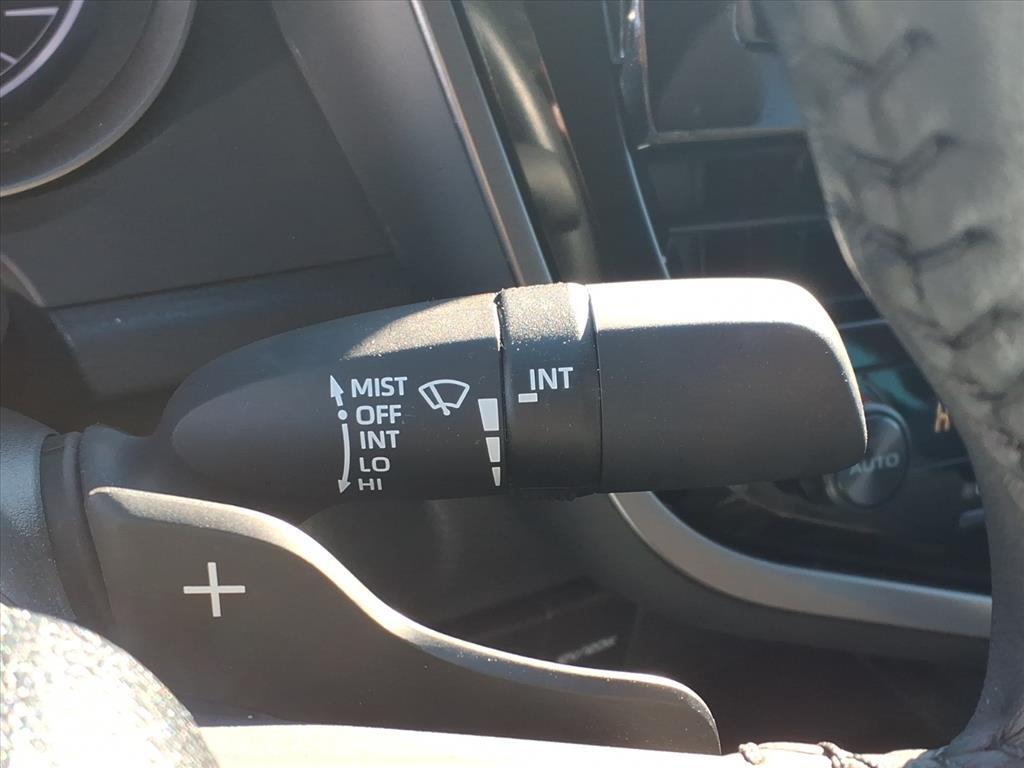 MIST
OFF
INT
LO
HI
INT
+
AUTO